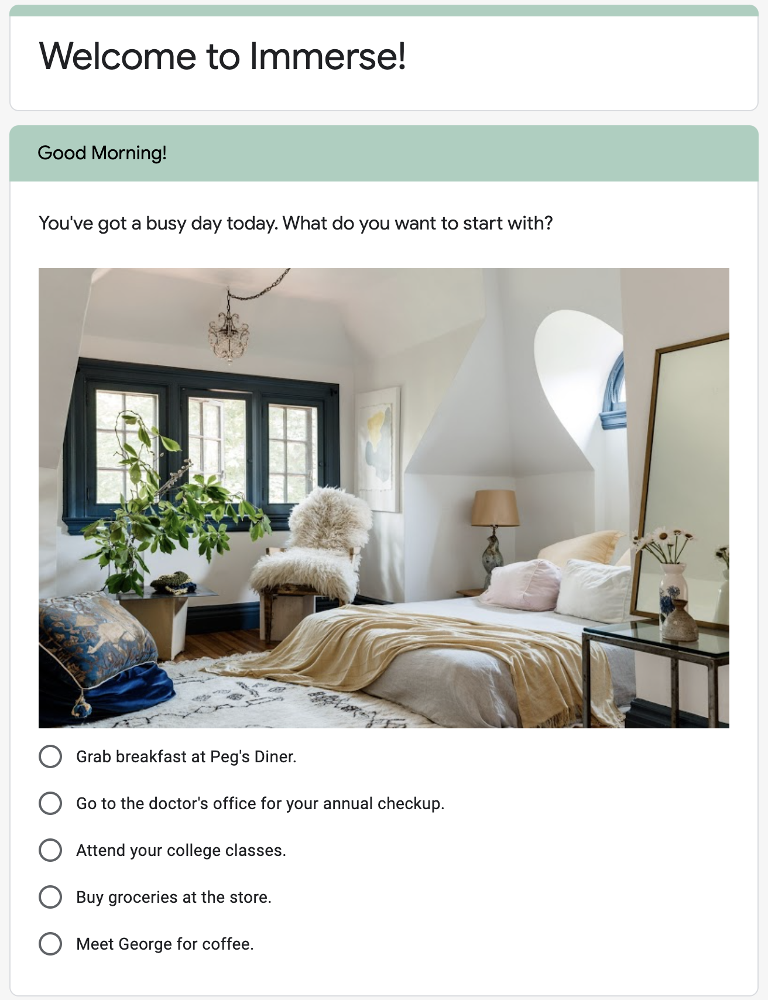 Welcome to Immerse!
Good Morning!
You've got a busy day today. What do you want to start with?
Grab breakfast at Peg's Diner.
Go to the doctor's office for your annual checkup.
Attend your college classes.
Buy groceries at the store.
Meet George for coffee.